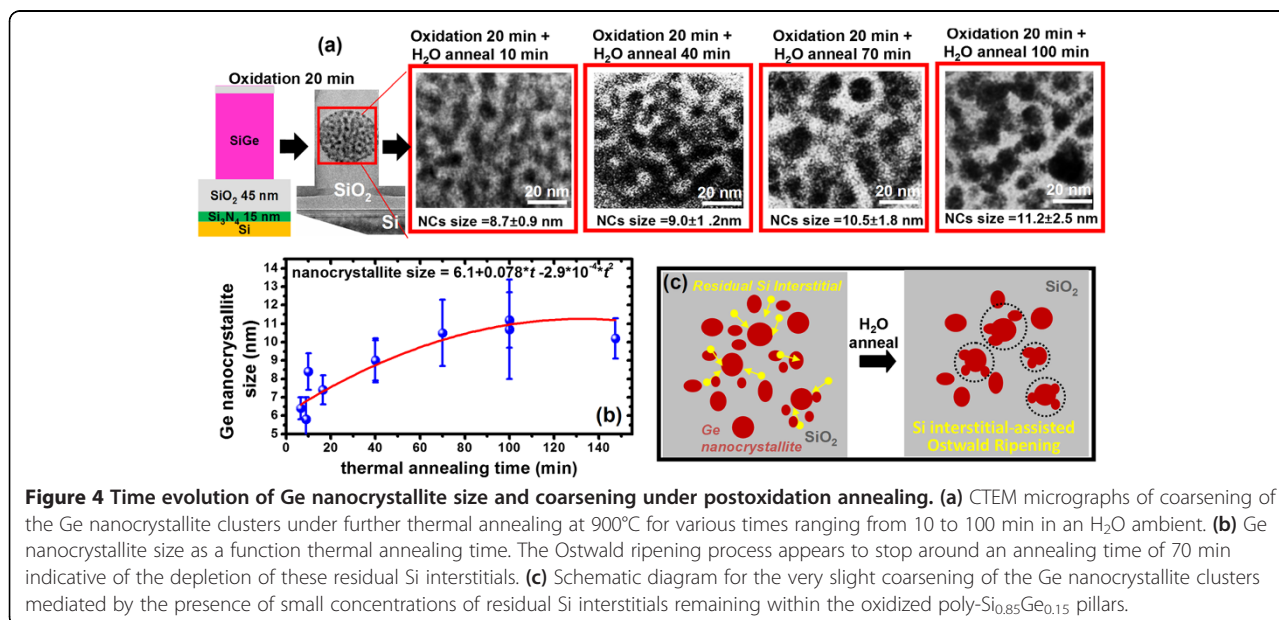 (a)
Oxidation 20 min
SiGe
SiO2 45 nm
Si3N4 15 nm
Si
SiO2
Si
Oxidation 20 min +
H2O anneal 10 min
20 nm
NCs size =8.7±0.9 nm
Oxidation 20 min +
H2O anneal 40 min
20 nm
NCs size =9.0±1 .2nm
Oxidation 20 min +
H2O anneal 70 min
20 nm
NCs size =10.5±1.8 nm
Oxidation 20 min +
H2O anneal 100 min
20 nm
NCs size =11.2±2.5 nm
Ge nanocrystallite
size (nm)
14
13
12
11
10
9
8
7
6
5
nanocrystallite size = 6.1+0.078*t -2.9*10^-4*t^2
(b)
0 20 40 60 80 100 120 140
thermal annealing time (min)
(c)
Residual Si Interstitial
Ge
nanocrystallite
SiO2
H2O
anneal
SiO2
Si interstitial-assisted
Ostwald Ripening
Figure 4 Time evolution of Ge nanocrystallite size and coarsening under postoxidation annealing. (a) CTEM micrographs of coarsening of
the Ge nanocrystallite clusters under further thermal annealing at 900°C for various times ranging from 10 to 100 min in an H2O ambient. (b) Ge
nanocrystallite size as a function thermal annealing time. The Ostwald ripening process appears to stop around an annealing time of 70 min
indicative of the depletion of these residual Si interstitials. (c) Schematic diagram for the very slight coarsening of the Ge nanocrystallite clusters
mediated by the presence of small concentrations of residual Si interstitials remaining within the oxidized poly-Si0.85Ge0.15 pillars.